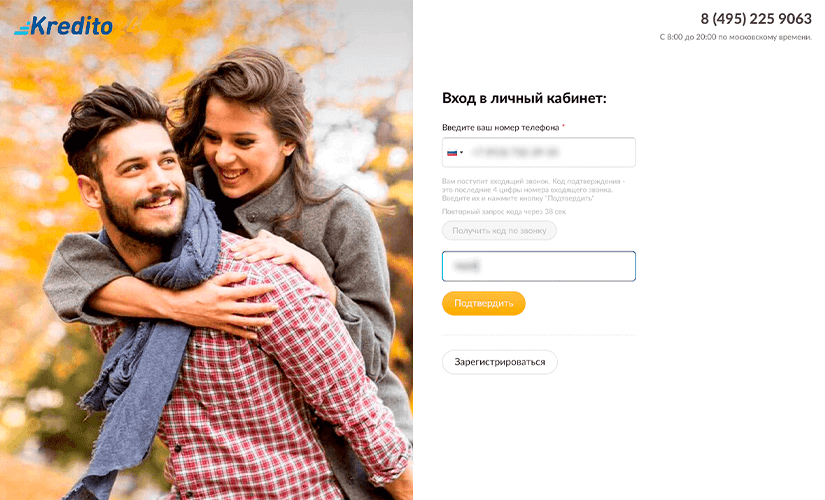 Kredito
8 (495) 225 9063
С 8:00 до 20:00 по московскому времени.
Вход в личный кабинет:
Введите ваш номер телефона *
Вам поступит входящий звонок. Код подтверждения -
это последние 4 цифры номера входящего звонка.
Введите их и нажмите кнопку "Подтвердить"
Повторный запрос кода через 38 сек
Получить код по звонку
Подтвердить
Зарегистрироваться